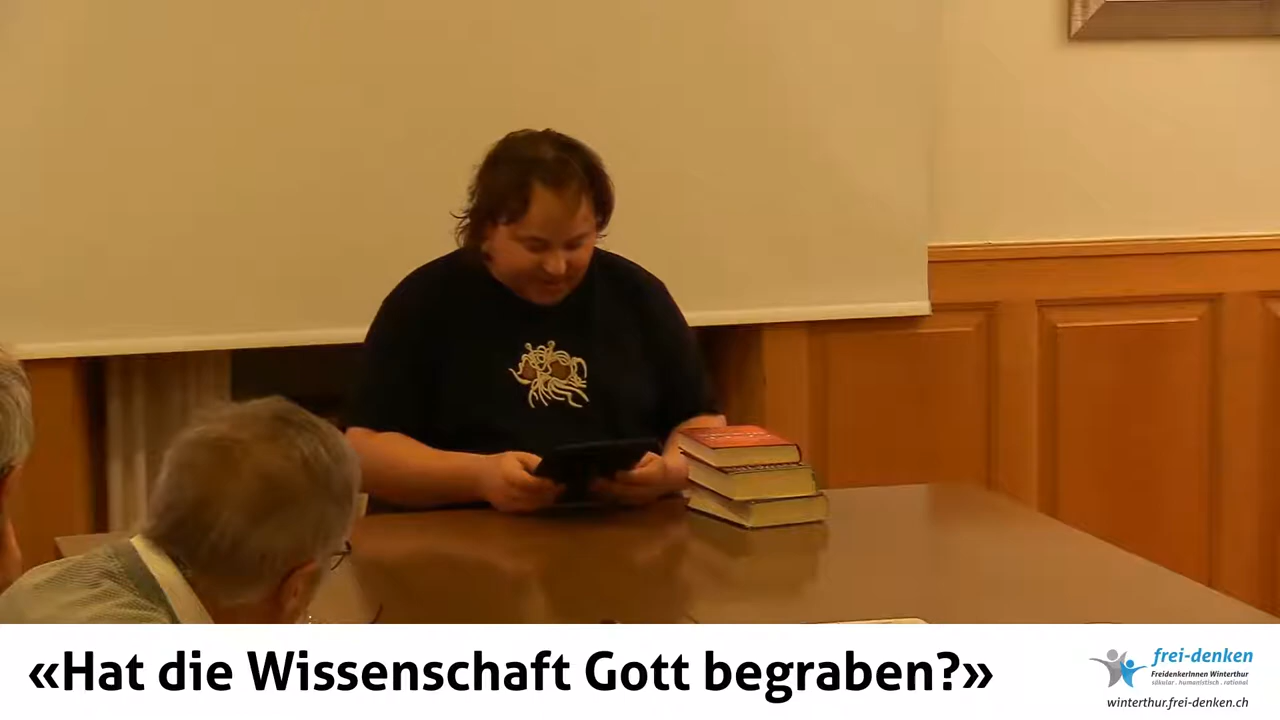 «Hat die Wissenschaft Gott begraben?»
frei-denken
FreidenkerInnen Winterthur
säkular . humanistisch . rational
winterthur.frei-denken.ch